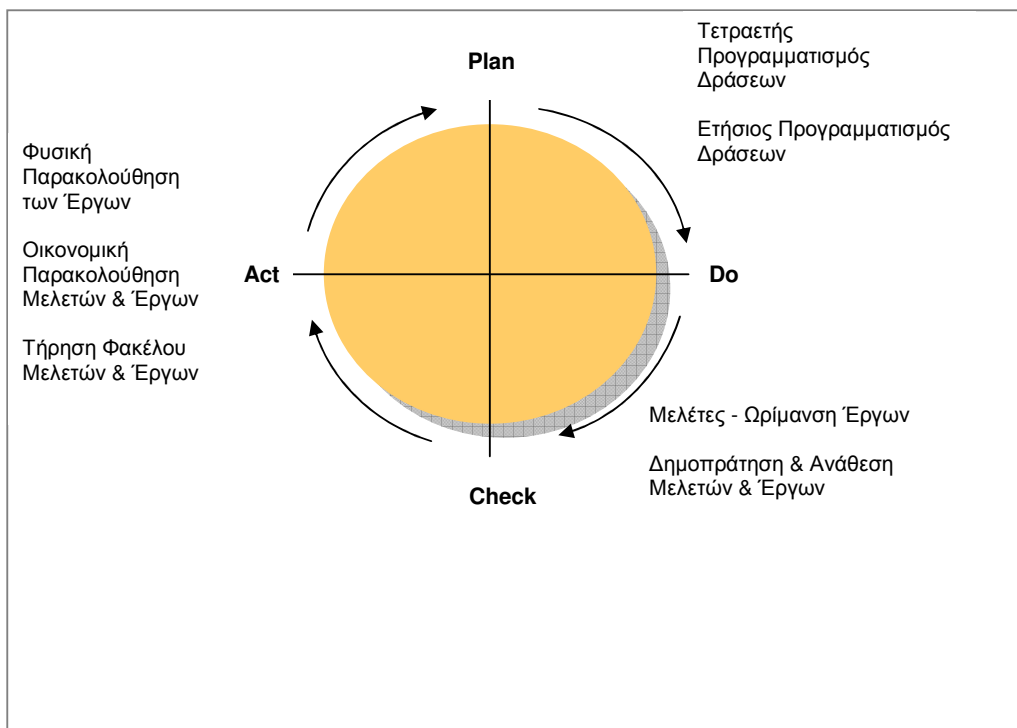 Plan
Τετραετής
Προγραμματισμός
Δράσεων
Ετήσιος Προγραμματισμός
Δράσεων
Do
Μελέτες - Ωρίμανση Έργων
Δημοπράτηση & Ανάθεση
Μελετών & Έργων
Check
Act
Φυσική
Παρακολούθηση
των Έργων
Οικονομική
Παρακολούθηση
Μελετών & Έργων
Τήρηση Φακέλου
Μελετών & Έργων